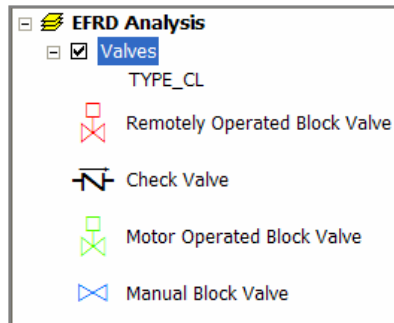 EFRD Analysis
Valves
TYPE_CL
Remotely Operated Block Valve
Check Valve
Motor Operated Block Valve
Manual Block Valve